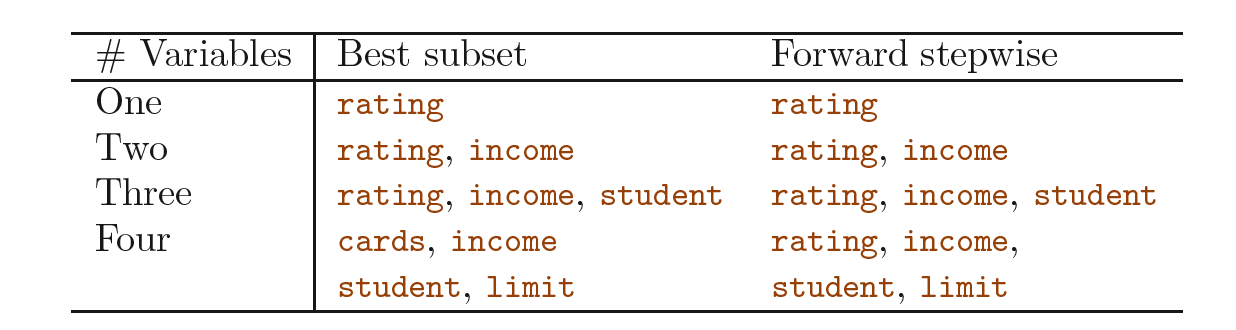 # Variables Best subset Forward stepwise
One rating rating
Two rating, income rating, income
Three rating, income, student rating, income, student
Four cards, income rating, income,
student, limit student, limit